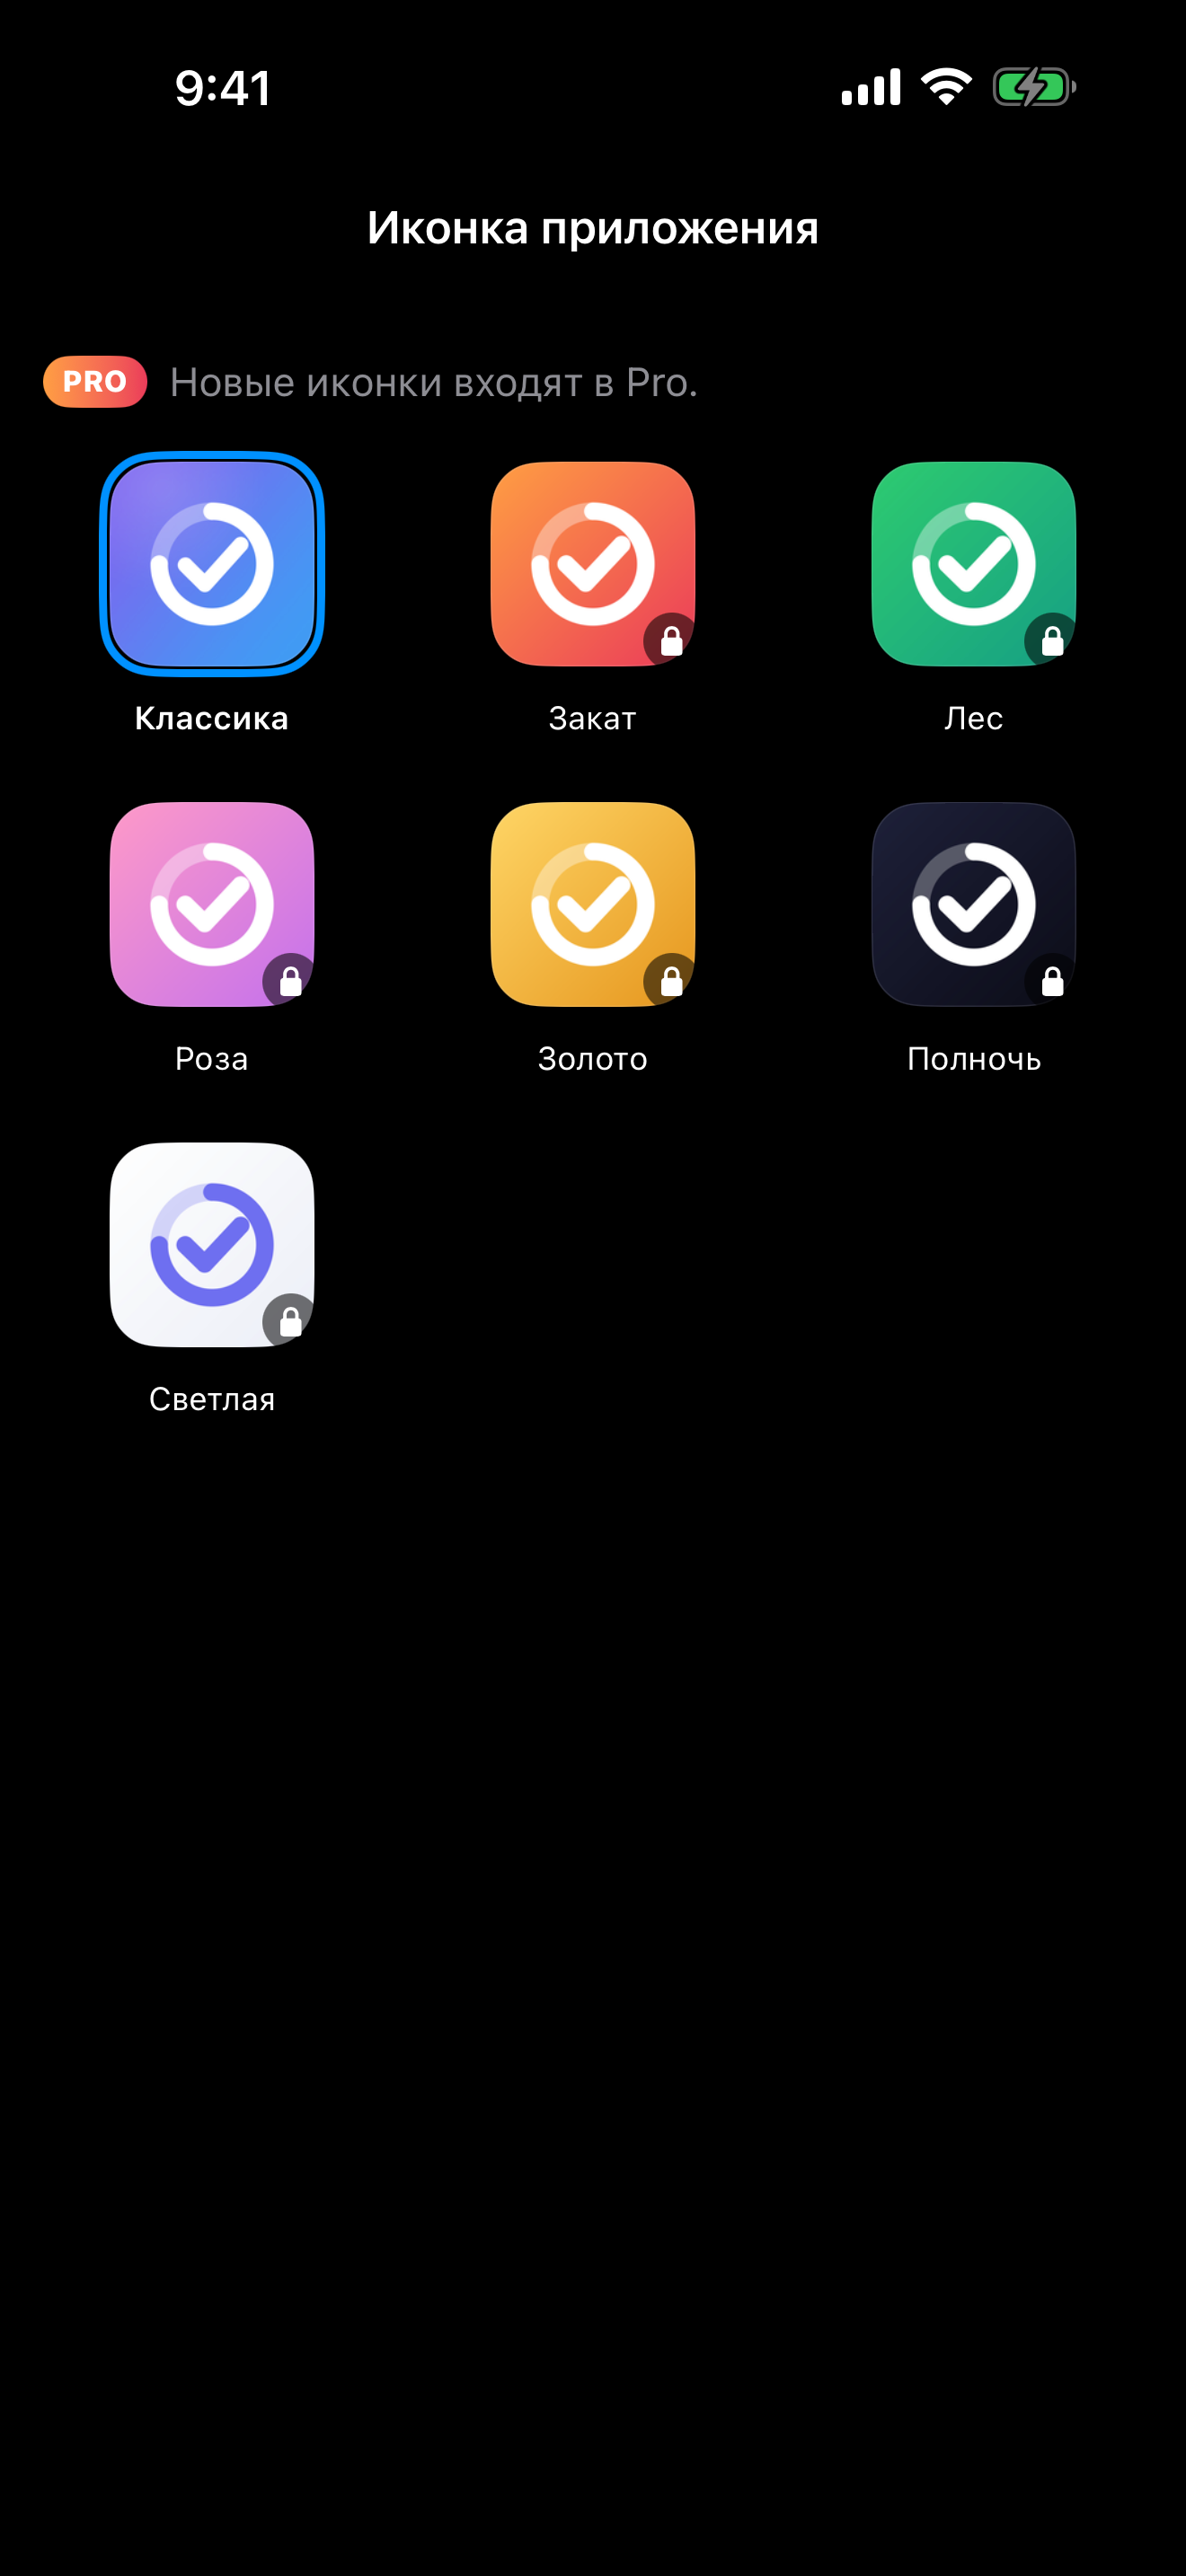 9:41
Иконка приложения
PRO Новые иконки входят в Pro.
Классика Закат Лес
Роза Золото Полночь
Светлая